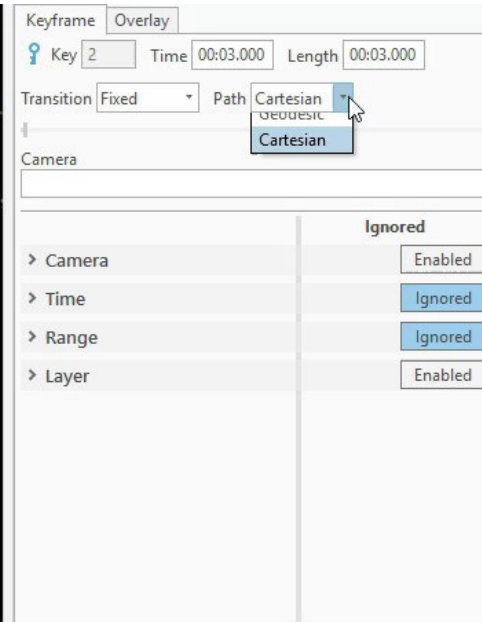 Keyframe Overlay
Key 2 Time 00:03.000 Length 00:03.000
Transition Fixed Path Cartesian
Geodesic
Cartesian
Camera
Ignored
Camera Enabled
Time Ignored
Range Ignored
Layer Enabled